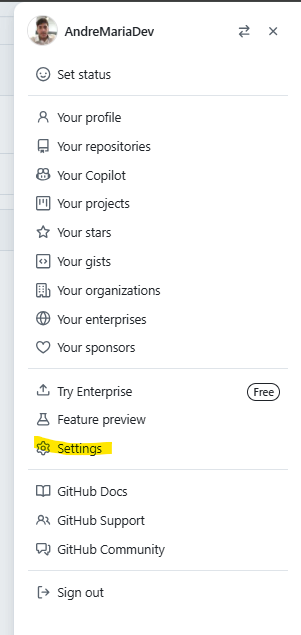 AndreMariaDev
Set status
Your profile
Your repositories
Your Copilot
Your projects
Your stars
Your gists
Your organizations
Your enterprises
Your sponsors
Try Enterprise Free
Feature preview
Settings
GitHub Docs
GitHub Support
GitHub Community
Sign out